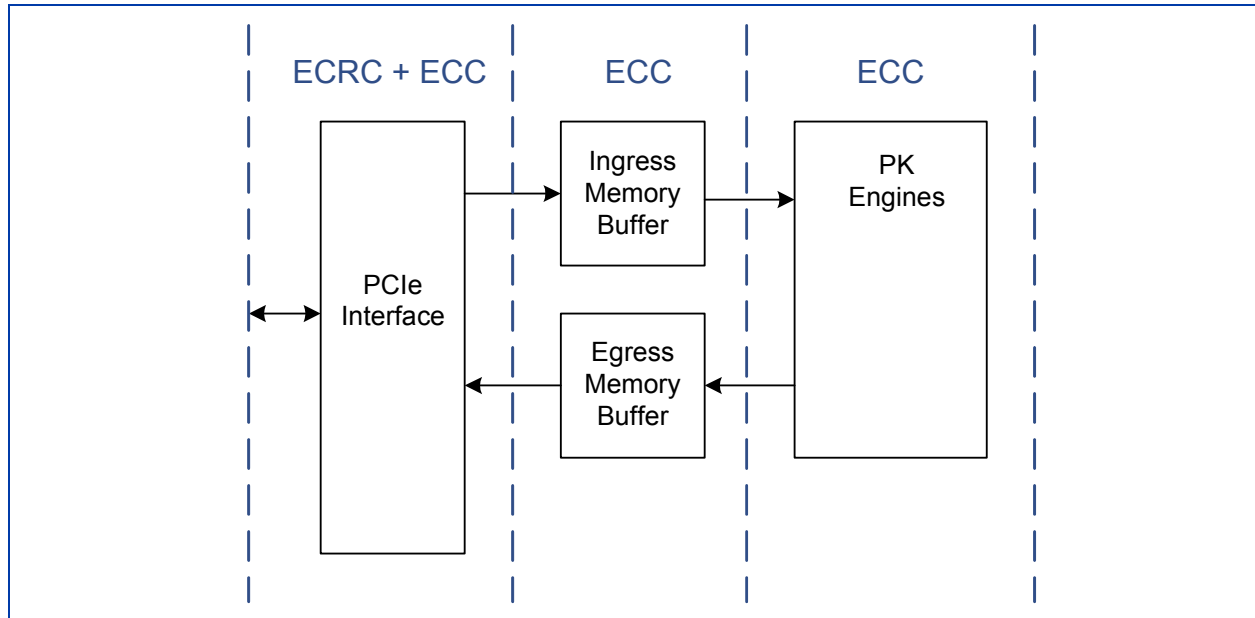 ECRC + ECC
ECC
ECC
PCIe
Interface
Ingress
Memory
Buffer
Egress
Memory
Buffer
PK
Engines